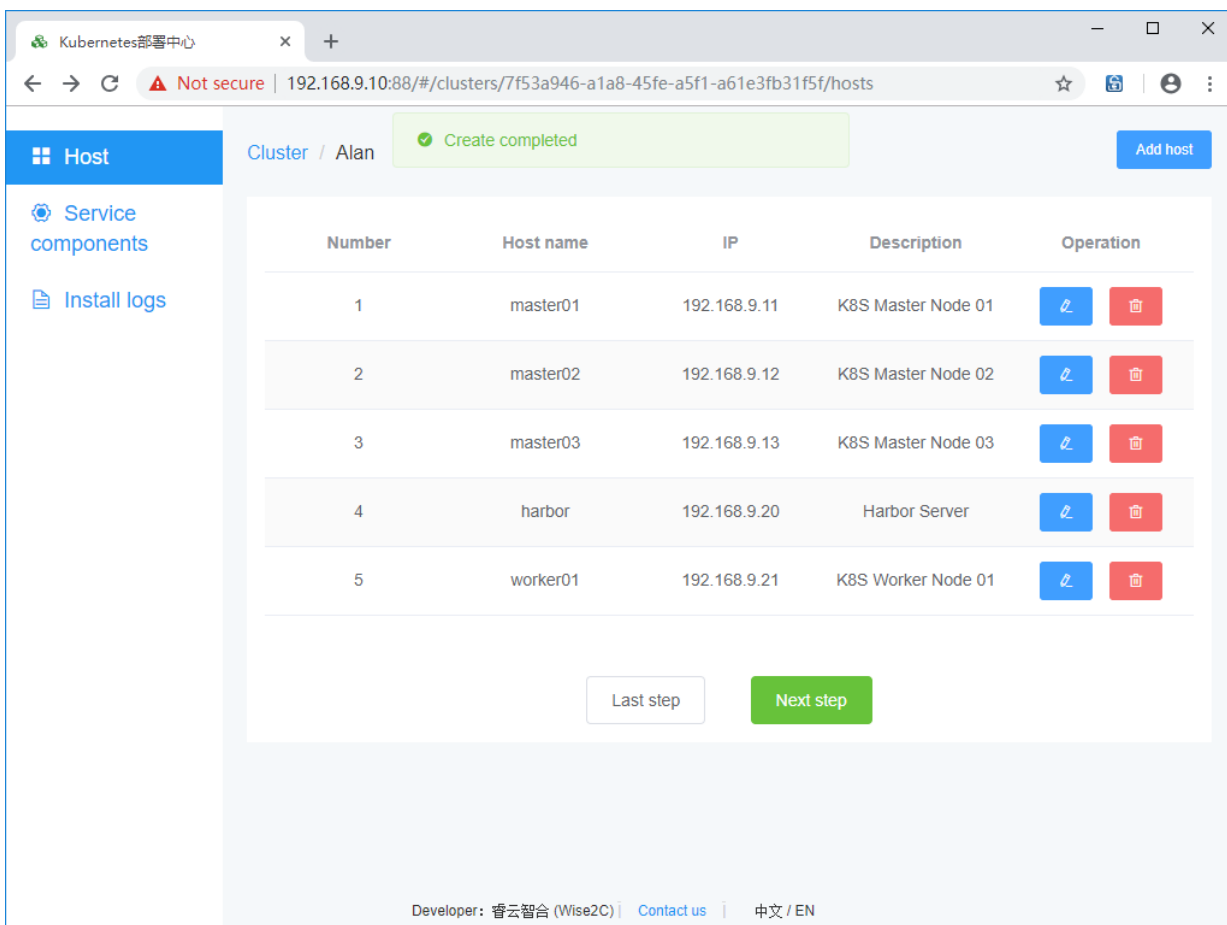 Kubernetes部署中心
Not secure | 192.168.9.10:88/#/clusters/7f53a946-a1a8-45fe-a5f1-a61e3fb31f5f/hosts
Create completed
Host
Cluster / Alan
Add host
Service
components
Install logs
Number Host name IP Description Operation
1 master01 192.168.9.11 K8S Master Node 01
2 master02 192.168.9.12 K8S Master Node 02
3 master03 192.168.9.13 K8S Master Node 03
4 harbor 192.168.9.20 Harbor Server
5 worker01 192.168.9.21 K8S Worker Node 01
Last step Next step
Developer：睿云智合 (Wise2C) | Contact us | 中文 / EN